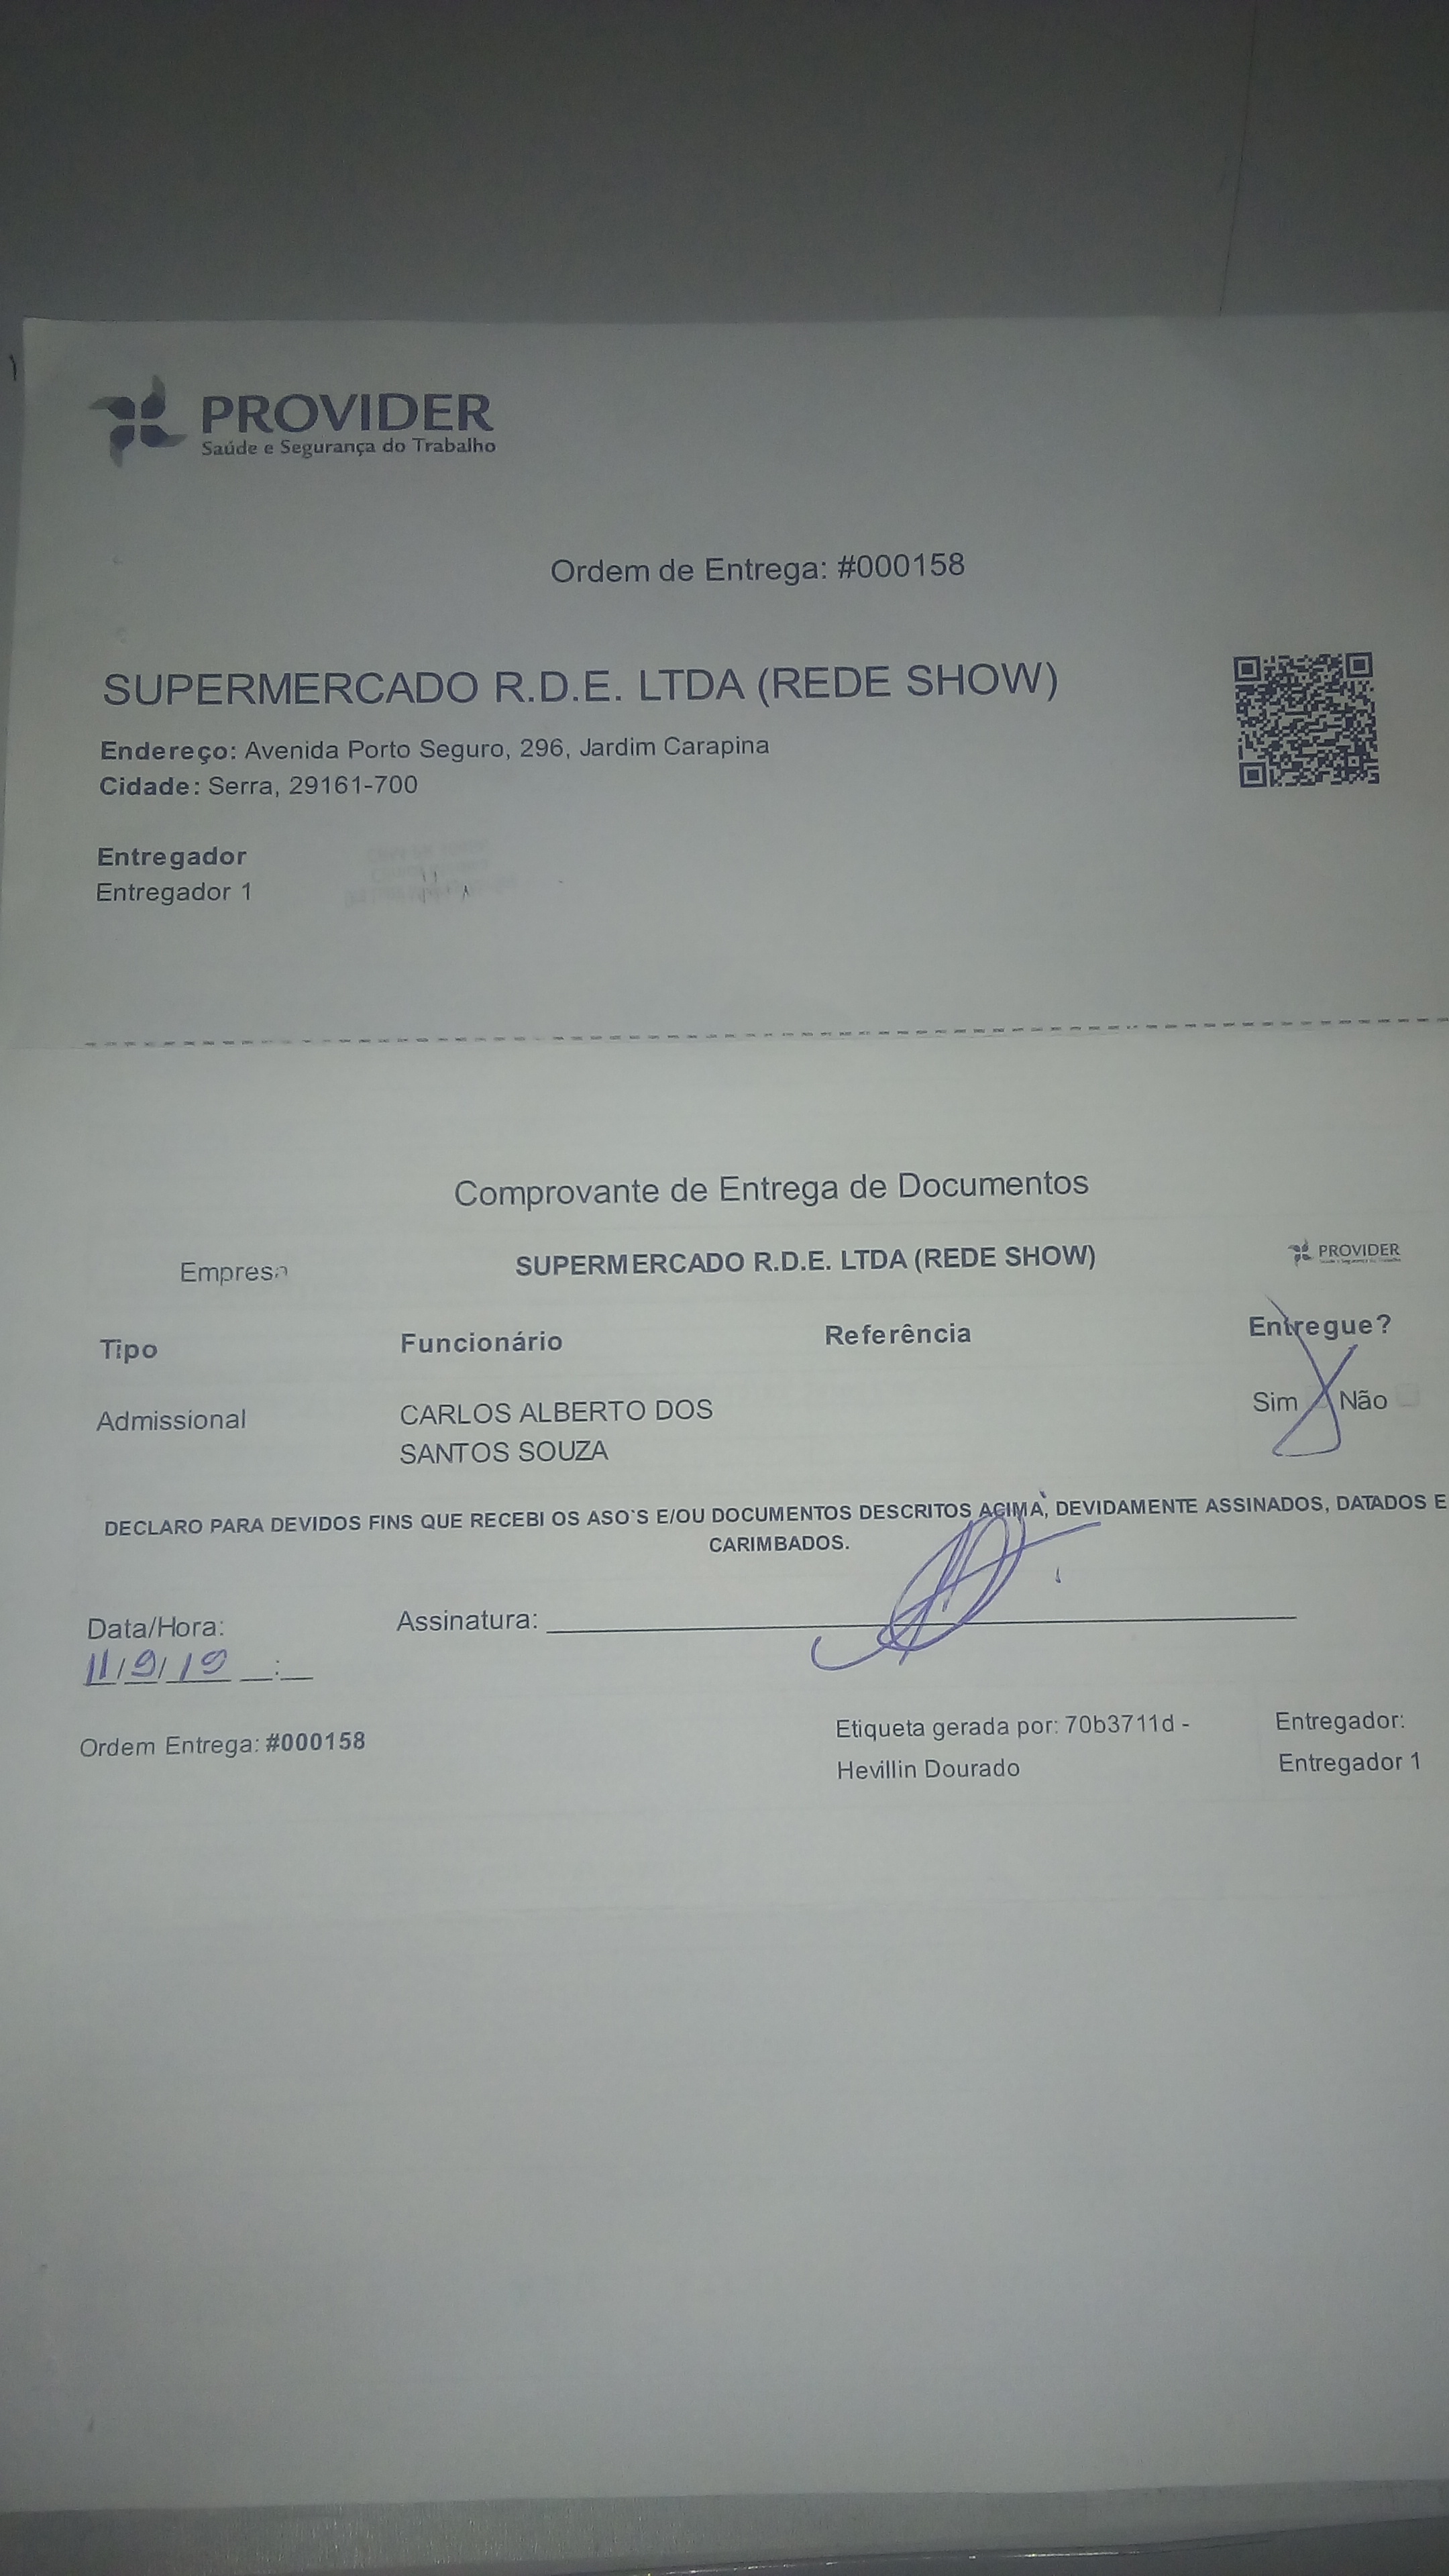 PROVIDER
Saúde e Segurança do Trabalho
Ordem de Entrega: #000158
SUPERMERCADO R.D.E. LTDA (REDE SHOW)
Endereço: Avenida Porto Seguro, 296, Jardim Carapina
Cidade: Serra, 29161-700
Entregador
Entregador 1
Comprovante de Entrega de Documentos
Empresa SUPERMERCADO R.D.E. LTDA (REDE SHOW) PROVIDER
Saúde e Segurança do Trabalho
Tipo Funcionário Referência Entregue?
Admissional CARLOS ALBERTO DOS Sim Não
SANTOS SOUZA
DECLARO PARA DEVIDOS FINS QUE RECEBI OS ASO`S E/OU DOCUMENTOS DESCRITOS ACIMA, DEVIDAMENTE ASSINADOS, DATADOS E
CARIMBADOS.
Data/Hora: Assinatura:
11/9/19 __:__
Ordem Entrega: #000158
Etiqueta gerada por: 70b3711d -
Hevillin Dourado
Entregador:
Entregador 1